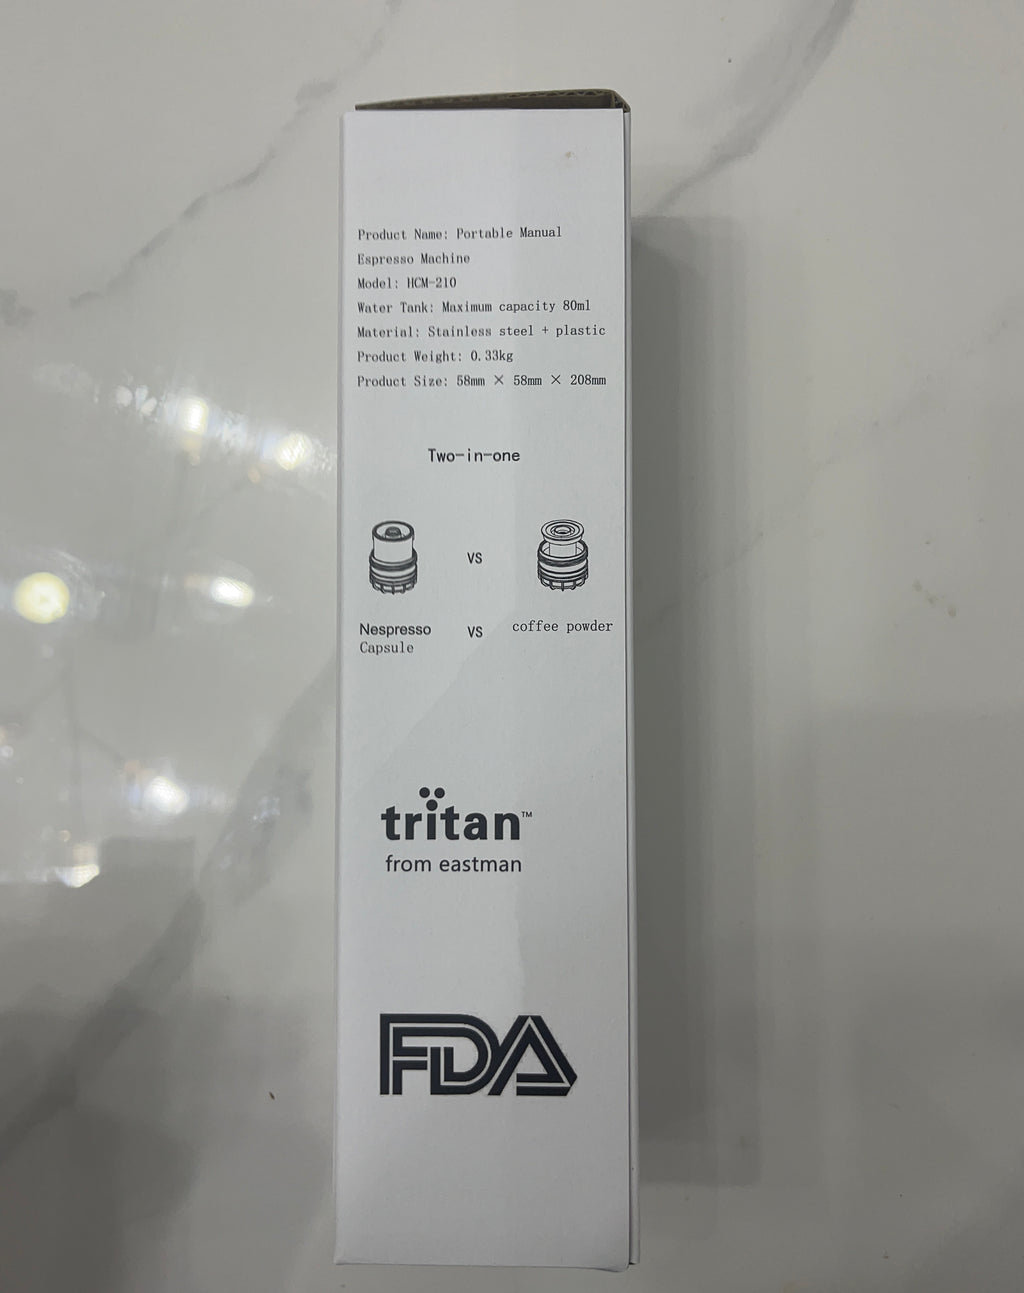 Product Name: Portable Manual
Espresso Machine
Model: HCM-210
Water Tank: Maximum capacity 80ml
Material: Stainless steel + plastic
Product Weight: 0.33kg
Product Size: 58mm × 58mm × 208mm
Two-in-one
VS
Nespresso VS coffee powder
Capsule
tritan™
from eastman
FDA